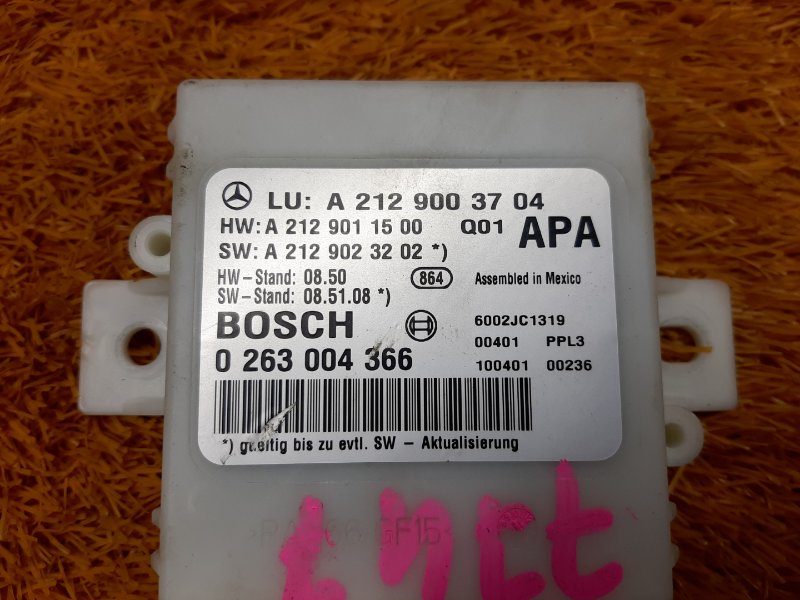 LU: A 212 900 37 04
HW: A 212 901 15 00 Q01 APA
SW: A 212 902 32 02 *)
HW-Stand: 08.50 864 Assembled in Mexico
SW-Stand: 08.51.08 *)
BOSCH 6002JC1319
00401 PPL3
0 263 004 366 100401 00236
*) gueltig bis zu evtl. SW - Aktualisierung
GF15